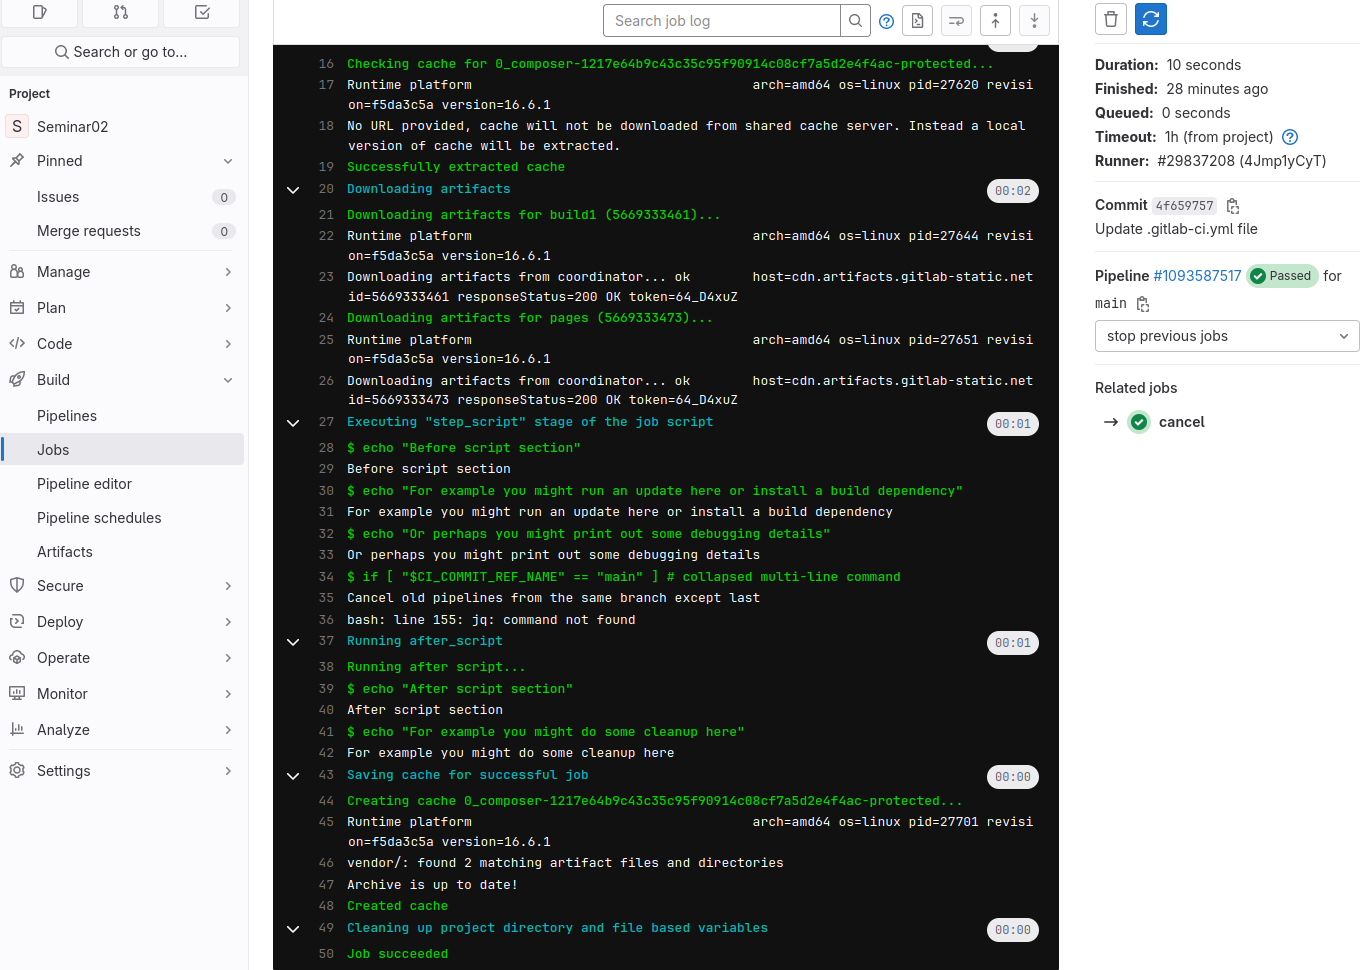 Search or go to...
Project
S Seminar02
Pinned
Issues 0
Merge requests 0
Manage
Plan
Code
Build
Pipelines
Jobs
Pipeline editor
Pipeline schedules
Artifacts
Secure
Deploy
Operate
Monitor
Analyze
Settings
Search job log
16 Checking cache for 0_composer-1217e64b9c43c35c95f90914c08cf7a5d2e4f4ac-protected...
17 Runtime platform arch=amd64 os=linux pid=27620 revisi
on=f5da3c5a version=16.6.1
18 No URL provided, cache will not be downloaded from shared cache server. Instead a local
version of cache will be extracted.
19 Successfully extracted cache
20 Downloading artifacts 00:02
21 Downloading artifacts for build1 (5669333461)...
22 Runtime platform arch=amd64 os=linux pid=27644 revisi
on=f5da3c5a version=16.6.1
23 Downloading artifacts from coordinator... ok host=cdn.artifacts.gitlab-static.net
id=5669333461 responseStatus=200 OK token=64_D4xuZ
24 Downloading artifacts for pages (5669333473)...
25 Runtime platform arch=amd64 os=linux pid=27651 revisi
on=f5da3c5a version=16.6.1
26 Downloading artifacts from coordinator... ok host=cdn.artifacts.gitlab-static.net
id=5669333473 responseStatus=200 OK token=64_D4xuZ
27 Executing "step_script" stage of the job script 00:01
28 $ echo "Before script section"
29 Before script section
30 $ echo "For example you might run an update here or install a build dependency"
31 For example you might run an update here or install a build dependency
32 $ echo "Or perhaps you might print out some debugging details"
33 Or perhaps you might print out some debugging details
34 $ if [ "$CI_COMMIT_REF_NAME" == "main" ] # collapsed multi-line command
35 Cancel old pipelines from the same branch except last
36 bash: line 155: jq: command not found
37 Running after_script 00:01
38 Running after script...
39 $ echo "After script section"
40 After script section
41 $ echo "For example you might do some cleanup here"
42 For example you might do some cleanup here
43 Saving cache for successful job 00:00
44 Creating cache 0_composer-1217e64b9c43c35c95f90914c08cf7a5d2e4f4ac-protected...
45 Runtime platform arch=amd64 os=linux pid=27701 revisi
on=f5da3c5a version=16.6.1
46 vendor/: found 2 matching artifact files and directories
47 Archive is up to date!
48 Created cache
49 Cleaning up project directory and file based variables 00:00
50 Job succeeded
Duration: 10 seconds
Finished: 28 minutes ago
Queued: 0 seconds
Timeout: 1h (from project)
Runner: #29837208 (4Jmp1yCyT)
Commit 4f659757
Update .gitlab-ci.yml file
Pipeline #1093587517 Passed for
main
stop previous jobs
Related jobs
cancel